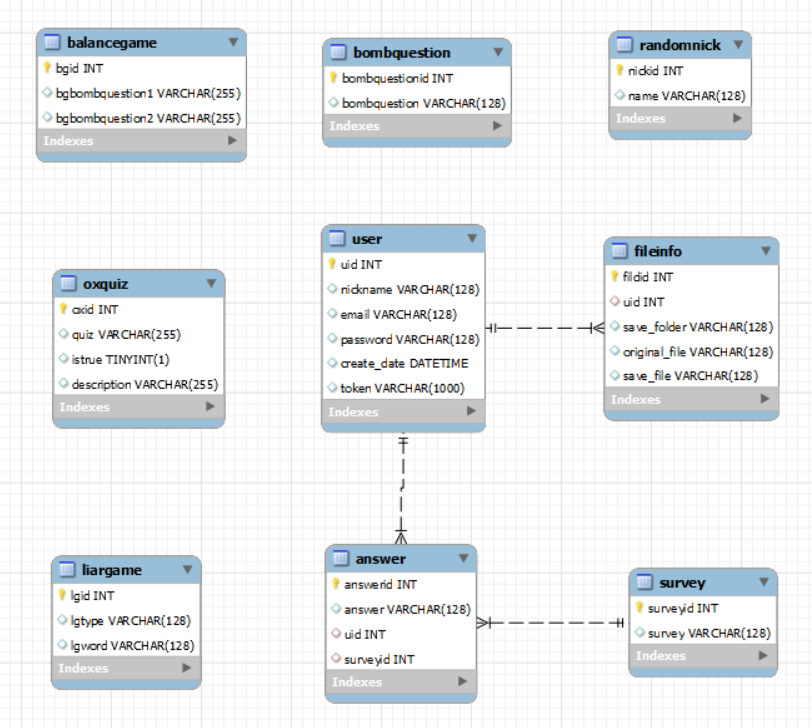 balancegame
bgid INT
bgbombquestion1 VARCHAR(255)
bgbombquestion2 VARCHAR(255)
Indexes
bombquestion
bombquestionid INT
bombquestion VARCHAR(128)
Indexes
randomnick
nickid INT
name VARCHAR(128)
Indexes
oxquiz
oxid INT
quiz VARCHAR(255)
istrue TINYINT(1)
description VARCHAR(255)
Indexes
user
uid INT
nickname VARCHAR(128)
email VARCHAR(128)
password VARCHAR(128)
create_date DATETIME
token VARCHAR(1000)
Indexes
fileinfo
fildid INT
uid INT
save_folder VARCHAR(128)
original_file VARCHAR(128)
save_file VARCHAR(128)
Indexes
liargame
lgid INT
lgtype VARCHAR(128)
lgword VARCHAR(128)
Indexes
answer
answerid INT
answer VARCHAR(128)
uid INT
surveyid INT
Indexes
survey
surveyid INT
survey VARCHAR(128)
Indexes